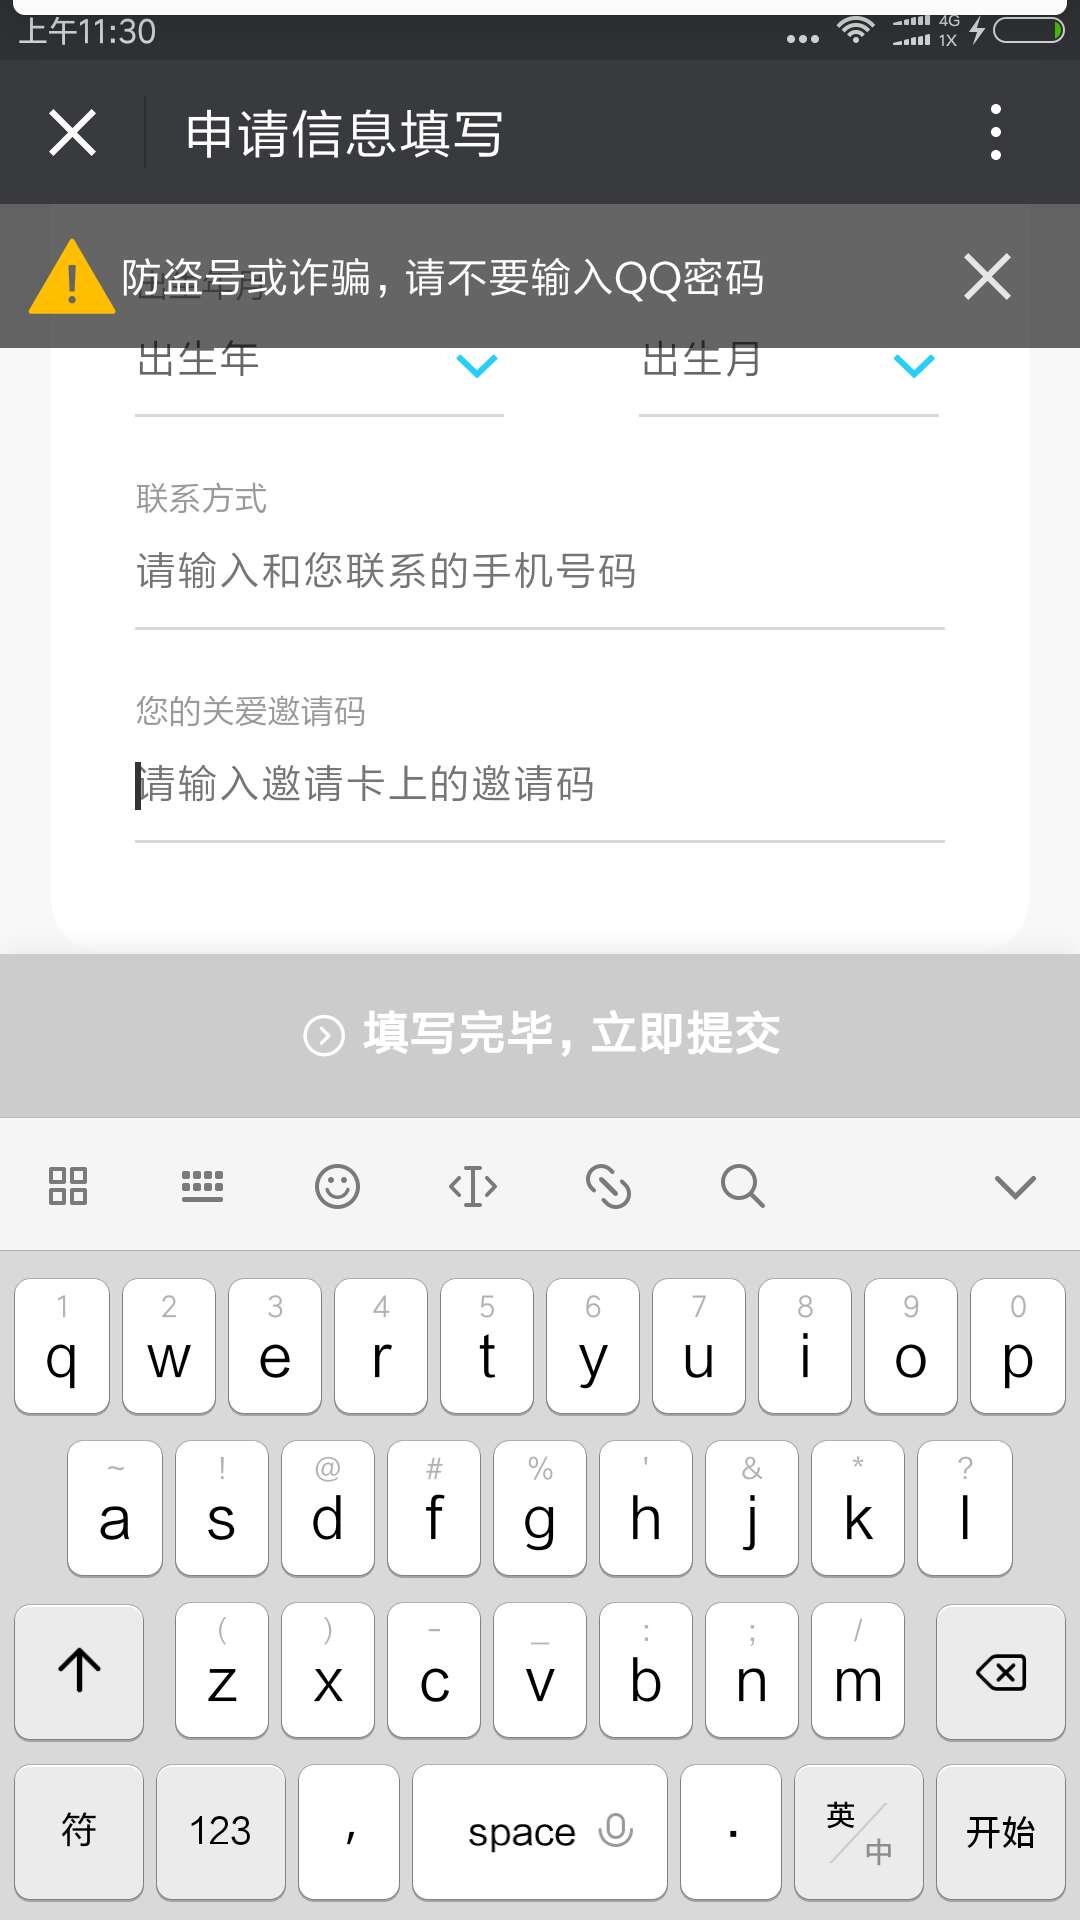 上午11:30
4G
1X
申请信息填写
防盗号或诈骗，请不要输入QQ密码
出生年月
出生年 出生月
联系方式
请输入和您联系的手机号码
您的关爱邀请码
请输入邀请卡上的邀请码
填写完毕，立即提交
1 2 3 4 5 6 7 8 9 0
q w e r t y u i o p
~ ! @ # % ' & * ?
a s d f g h j k l
( ) - _ : ; /
z x c v b n m
符 123 , space . 英 中 开始